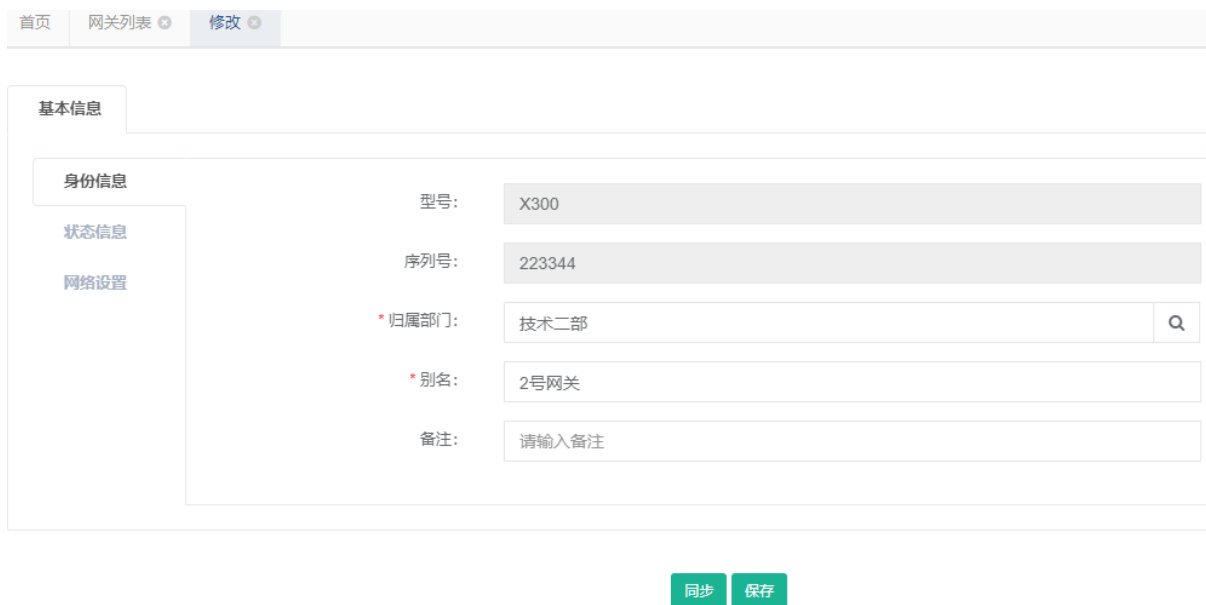 首页 网关列表 修改
基本信息
身份信息
状态信息
网络设置
型号: X300
序列号: 223344
*归属部门: 技术二部
*别名: 2号网关
备注: 请输入备注
同步 保存